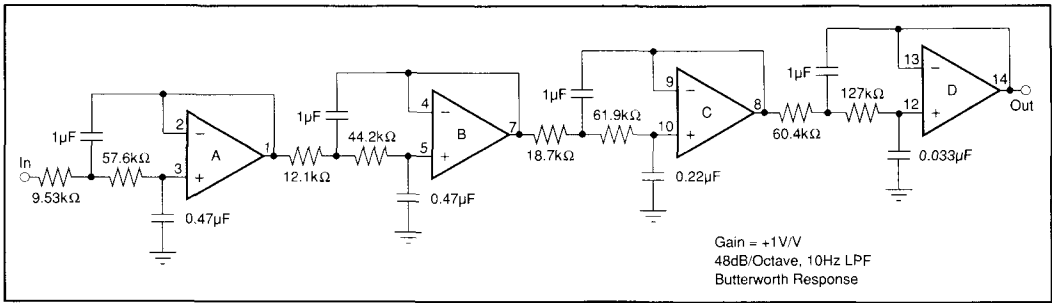 In
9.53kΩ
1µF
57.6kΩ
2
−
3
+
A
1
0.47µF
12.1kΩ
1µF
44.2kΩ
4
−
5
+
B
7
0.47µF
18.7kΩ
1µF
61.9kΩ
9
−
10
+
C
8
0.22µF
60.4kΩ
1µF
127kΩ
13
−
12
+
D
14
Out
0.033µF
Gain = +1V/V
48dB/Octave, 10Hz LPF
Butterworth Response